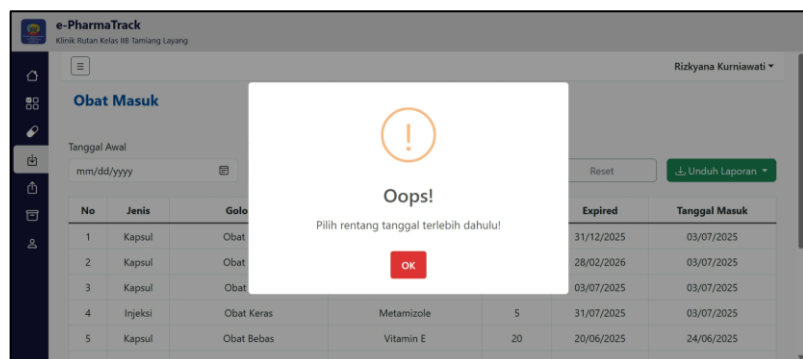 e-PharmaTrack
Klinik Rutan Kelas IIB Tamiang Layang
Rizkyana Kurniawati
Obat Masuk
Tanggal Awal
mm/dd/yyyy
Reset
Unduh Laporan
!
Oops!
Pilih rentang tanggal terlebih dahulu!
OK
No Jenis Golo Expired Tanggal Masuk
1 Kapsul Obat 31/12/2025 03/07/2025
2 Kapsul Obat 28/02/2026 03/07/2025
3 Kapsul Obat 03/07/2025 03/07/2025
4 Injeksi Obat Keras Metamizole 5 31/07/2025 03/07/2025
5 Kapsul Obat Bebas Vitamin E 20 20/06/2025 24/06/2025